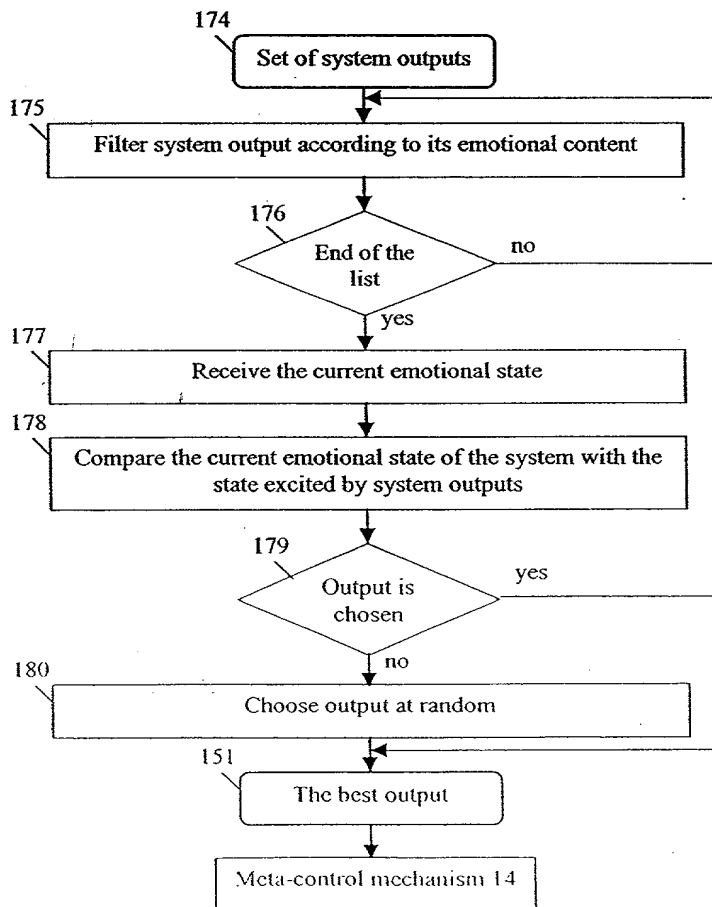 174
Set of system outputs
175
Filter system output according to its emotional content
176
End of the
list
no
yes
177
Receive the current emotional state
178
Compare the current emotional state of the system with the
state excited by system outputs
179
Output is
chosen
yes
no
180
Choose output at random
151
The best output
Meta-control mechanism 14